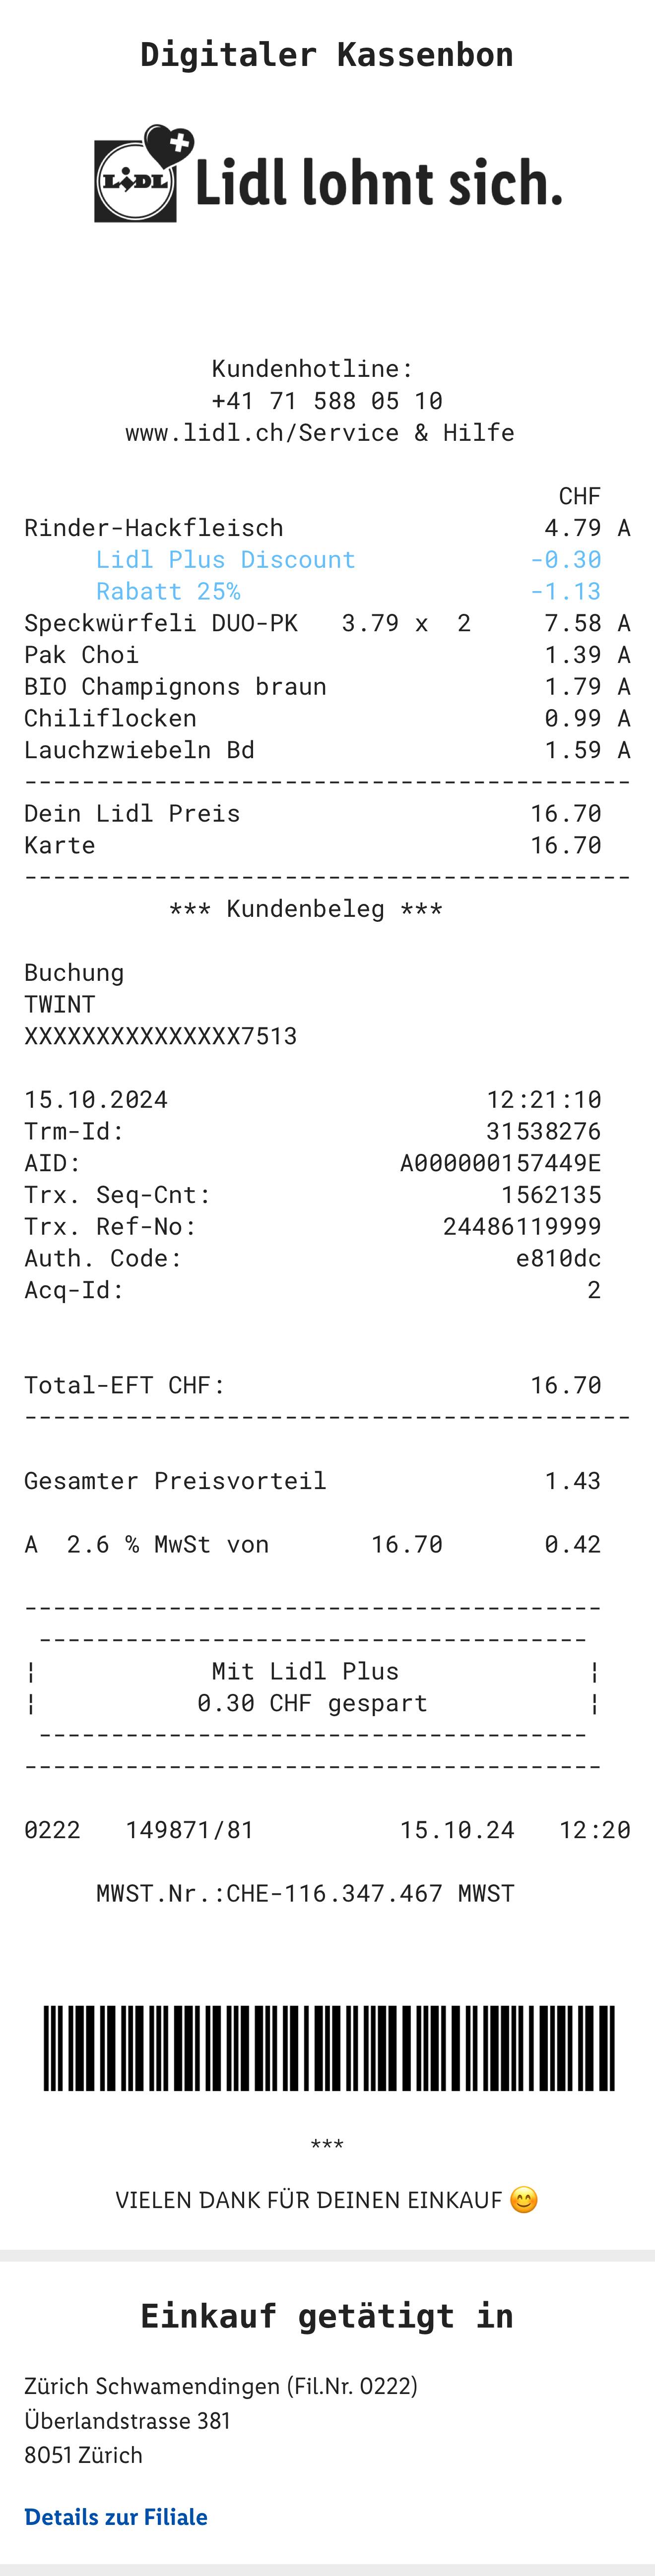 Digitaler Kassenbon
LiDL Lidl lohnt sich.
Kundenhotline:
+41 71 588 05 10
www.lidl.ch/Service & Hilfe
CHF
Rinder-Hackfleisch 4.79 A
Lidl Plus Discount -0.30
Rabatt 25% -1.13
Speckwürfeli DUO-PK 3.79 x 2 7.58 A
Pak Choi 1.39 A
BIO Champignons braun 1.79 A
Chiliflocken 0.99 A
Lauchzwiebeln Bd 1.59 A
------------------------------------------
Dein Lidl Preis 16.70
Karte 16.70
------------------------------------------
*** Kundenbeleg ***
Buchung
TWINT
XXXXXXXXXXXXXXX7513
15.10.2024 12:21:10
Trm-Id: 31538276
AID: A000000157449E
Trx. Seq-Cnt: 1562135
Trx. Ref-No: 24486119999
Auth. Code: e810dc
Acq-Id: 2
Total-EFT CHF: 16.70
------------------------------------------
Gesamter Preisvorteil 1.43
A 2.6 % MwSt von 16.70 0.42
----------------------------------------
--------------------------------------
¦ Mit Lidl Plus ¦
¦ 0.30 CHF gespart ¦
--------------------------------------
----------------------------------------
0222 149871/81 15.10.24 12:20
MWST.Nr.:CHE-116.347.467 MWST
***
VIELEN DANK FÜR DEINEN EINKAUF 😊
Einkauf getätigt in
Zürich Schwamendingen (Fil.Nr. 0222)
Überlandstrasse 381
8051 Zürich
Details zur Filiale